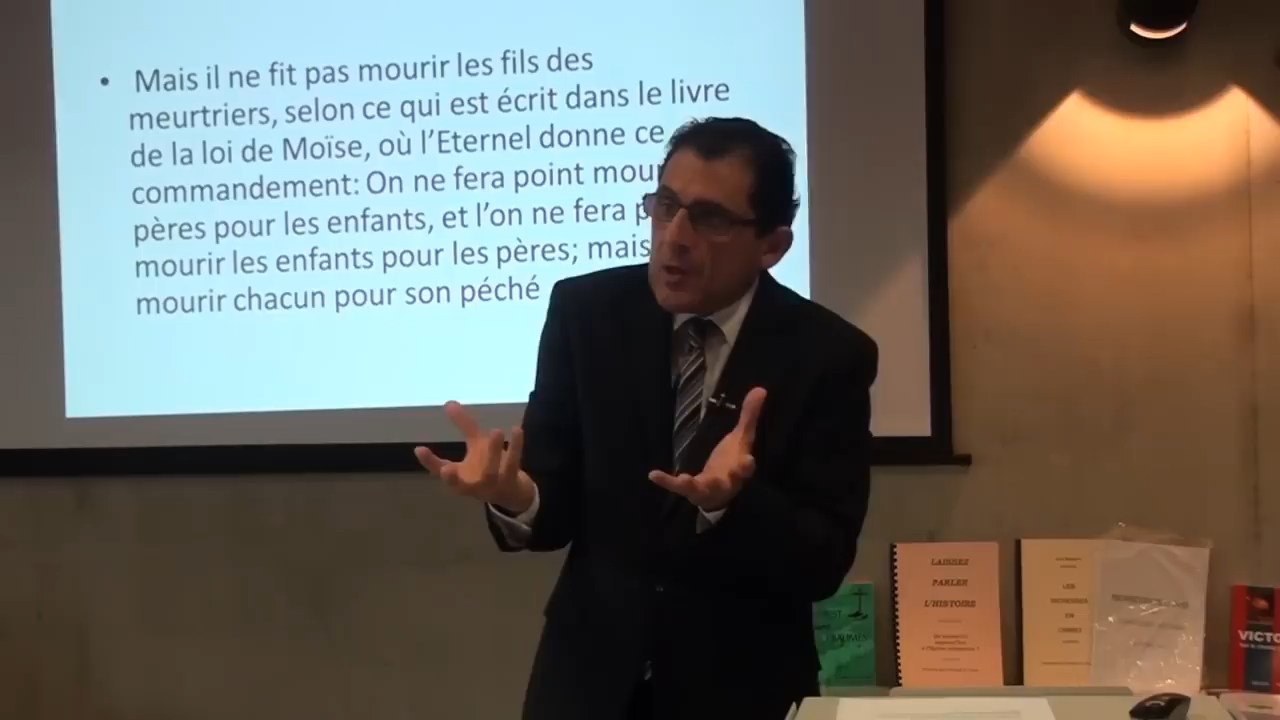 • Mais il ne fit pas mourir les fils des
meurtriers, selon ce qui est écrit dans le livre
de la loi de Moïse, où l’Eternel donne ce
commandement: On ne fera point
pères pour les enfants, et l’on ne fera
mourir les enfants pour les pères; mais
mourir chacun pour son péché
LAISSEZ
PARLER
L'HISTOIRE
LES
EN
VICTO